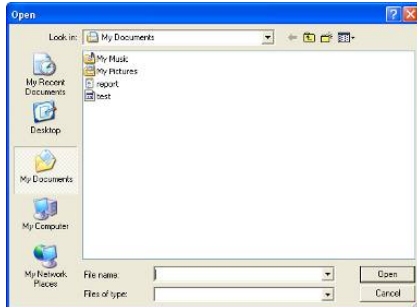 Open
Look in:
My Documents
My Recent
Documents
Desktop
My Documents
My Computer
My Network
Places
My Music
My Pictures
report
test
File name:
Open
Files of type:
Cancel